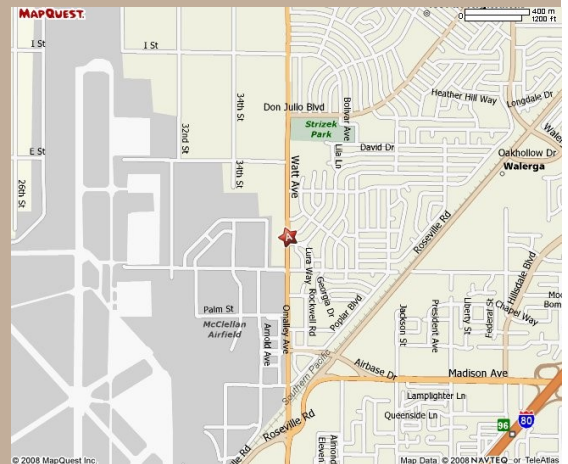 MAPQUEST
400 m
1200 ft
I St
I St
34th St
32nd St
Heather Hill Way
Longdale Dr
Don Julio Blvd
Bolivar Ave
Strizek
Park
E St
David Dr
Lila Ln
Oakhollow Dr
Walerga
34th St
Watt Ave
26th St
Roseville Rd
A
Lura Way
Georgia Dr
Rockwell Rd
Poplar Blvd
Hillsdale Blvd
Palm St
McClellan
Airfield
Omalley Ave
Arnold Ave
Jackson St
President Ave
Liberty St
Federal St
Chapel Way
Southern Pacific
Airbase Dr
Madison Ave
Lamplighter Ln
Queenside Ln
96
80
Roseville Rd
© 2008 MapQuest Inc.
Map Data © 2008 NAVTEQ or TeleAtlas